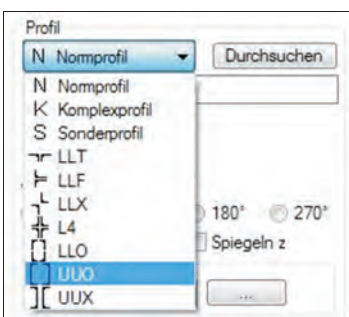 Profil
N Normprofil Durchsuchen
N Normprofil
K Komplexprofil
S Sonderprofil
LLT
LLF
LLX
180° 270°
L4
Spiegeln z
LLO
UUO
...
UUX